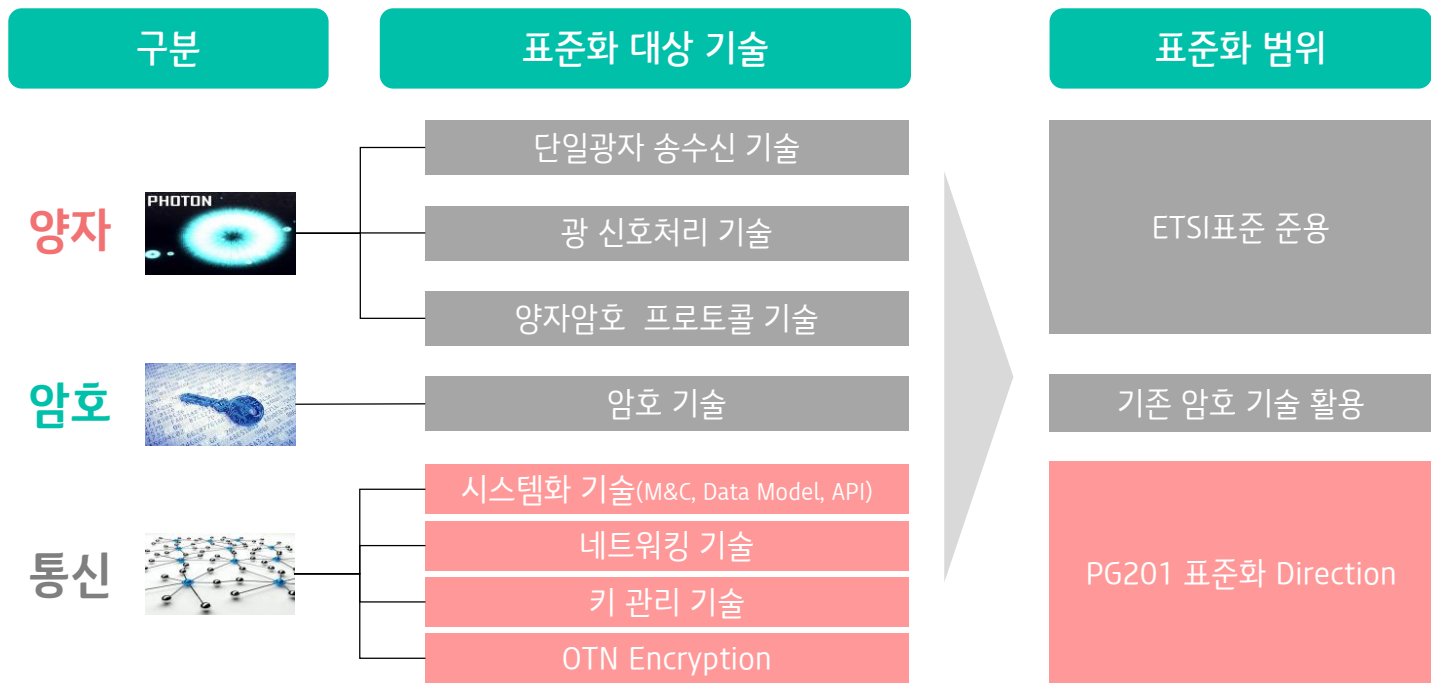 구분
표준화 대상 기술
표준화 범위
양자
PHOTON
단일광자 송수신 기술
광 신호처리 기술
양자암호 프로토콜 기술
ETSI표준 준용
암호
암호 기술
기존 암호 기술 활용
통신
시스템화 기술(M&C, Data Model, API)
네트워킹 기술
키 관리 기술
OTN Encryption
PG201 표준화 Direction